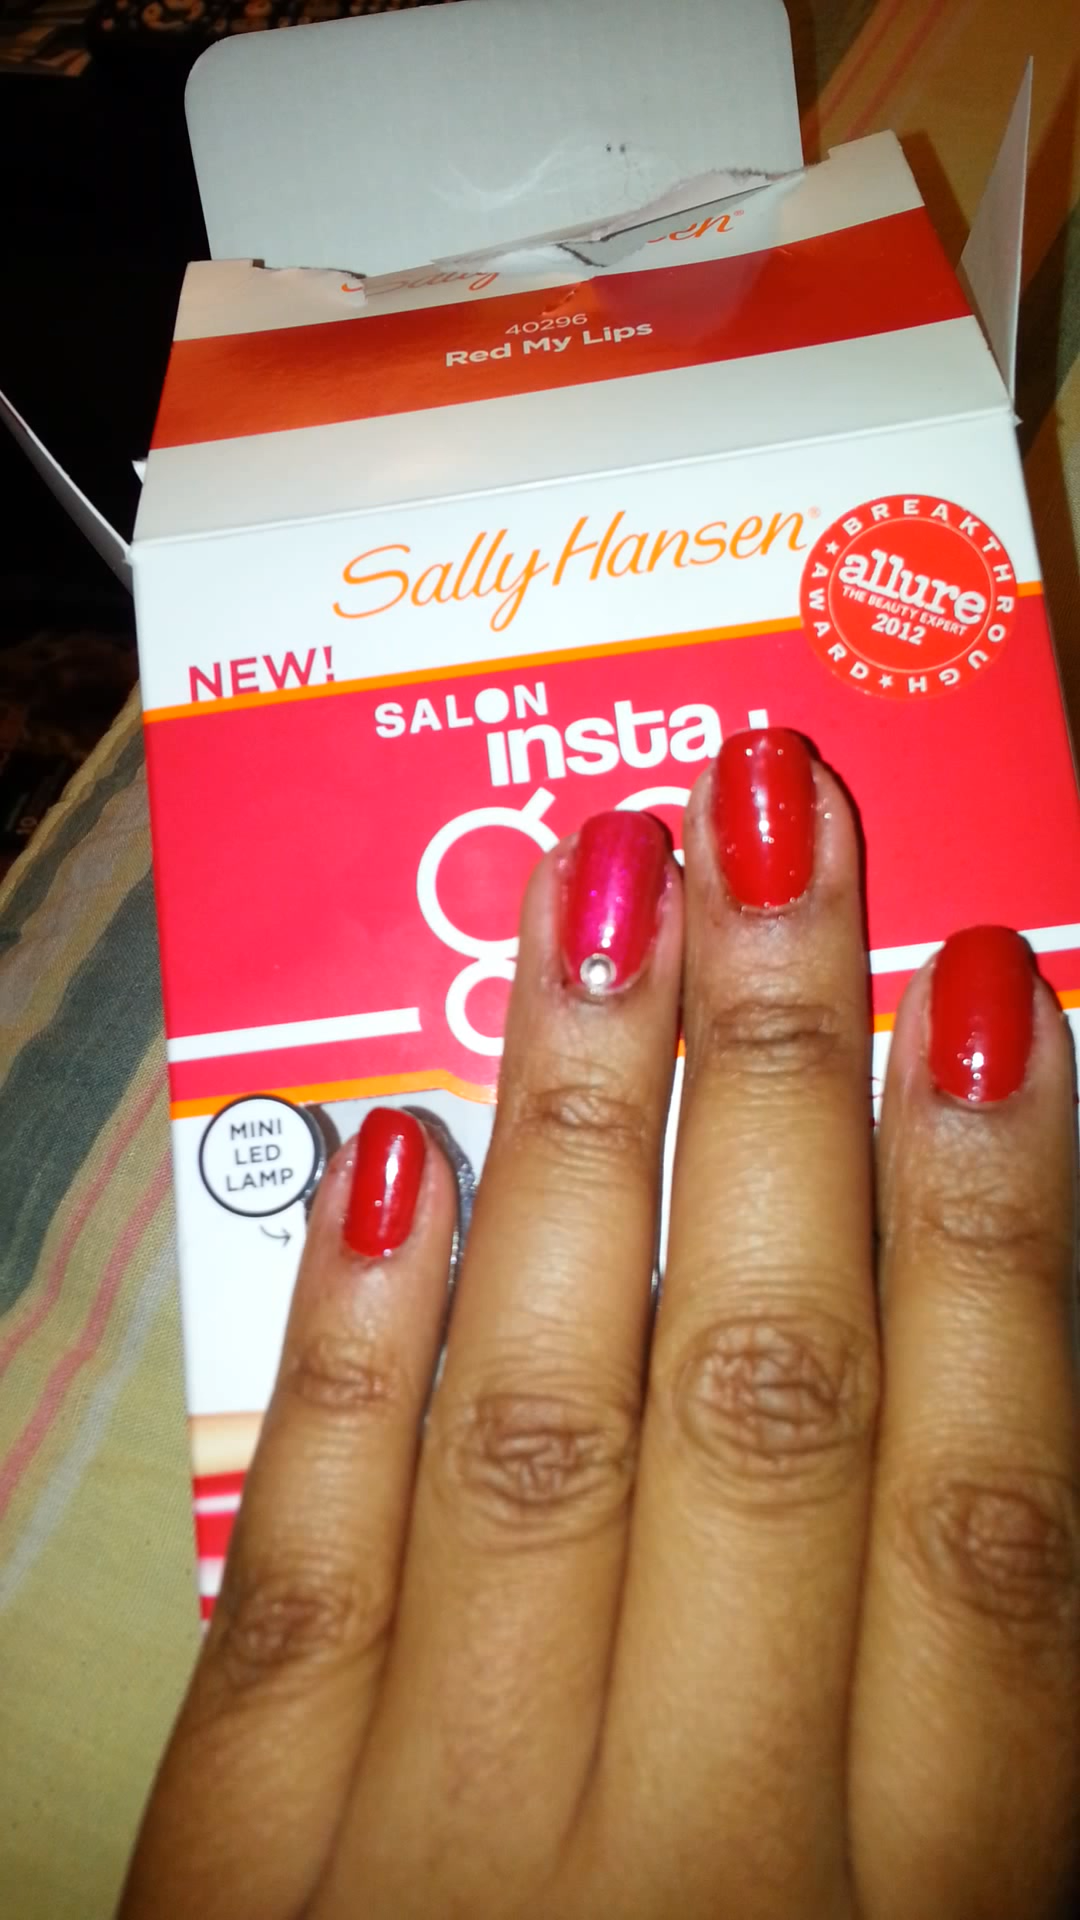 40296
Red My Lips
Sally Hansen®
BREAKTHROUGH
allure
THE BEAUTY EXPERT
2012
AWARD
NEW!
SALON
insta
MINI
LED
LAMP